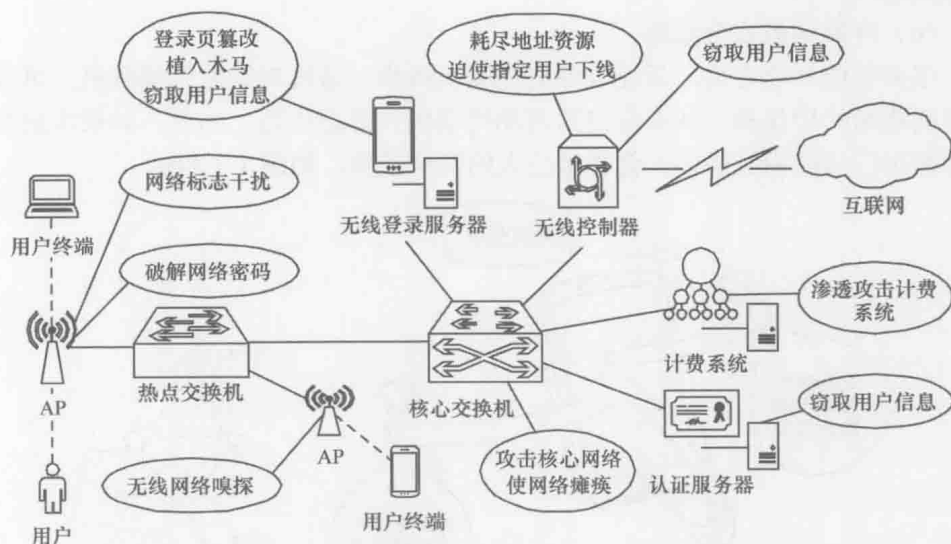 登录页篡改
植入木马
窃取用户信息
耗尽地址资源
迫使指定用户下线
窃取用户信息
网络标志干扰
用户终端
无线登录服务器
无线控制器
互联网
破解网络密码
渗透攻击计费
系统
计费系统
AP
热点交换机
核心交换机
窃取用户信息
AP
无线网络嗅探
攻击核心网络
使网络瘫痪
认证服务器
用户
用户终端